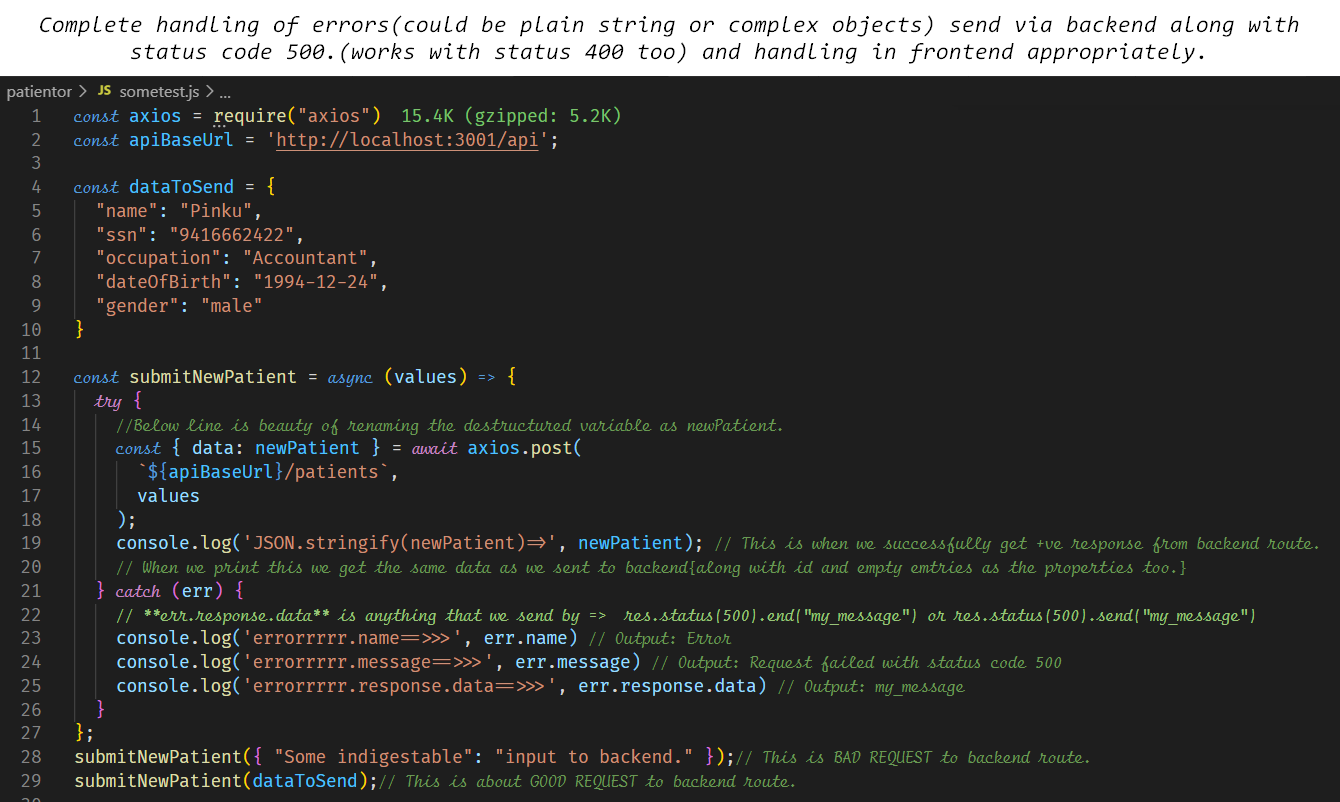 Complete handling of errors(could be plain string or complex objects) send via backend along with
status code 500.(works with status 400 too) and handling in frontend appropriately.
patientor > JS sometest.js > ...
1 const axios = require("axios") 15.4K (gzipped: 5.2K)
2 const apiBaseUrl = 'http://localhost:3001/api';
3
4 const dataToSend = {
5 "name": "Pinku",
6 "ssn": "9416662422",
7 "occupation": "Accountant",
8 "dateOfBirth": "1994-12-24",
9 "gender": "male"
10 }
11
12 const submitNewPatient = async (values) => {
13 try {
14 //Below line is beauty of renaming the destructured variable as newPatient.
15 const { data: newPatient } = await axios.post(
16 `${apiBaseUrl}/patients`,
17 values
18 );
19 console.log('JSON.stringify(newPatient)=>', newPatient); // This is when we successfully get +ve response from backend route.
20 // When we print this we get the same data as we sent to backend{along with id and empty emtries as the properties too.}
21 } catch (err) {
22 // **err.response.data** is anything that we send by => res.status(500).end("my_message") or res.status(500).send("my_message")
23 console.log('errorrrrr.name==>>>', err.name) // Output: Error
24 console.log('errorrrrr.message==>>>', err.message) // Output: Request failed with status code 500
25 console.log('errorrrrr.response.data==>>>', err.response.data) // Output: my_message
26 }
27 };
28 submitNewPatient({ "Some indigestable": "input to backend." });// This is BAD REQUEST to backend route.
29 submitNewPatient(dataToSend);// This is about GOOD REQUEST to backend route.